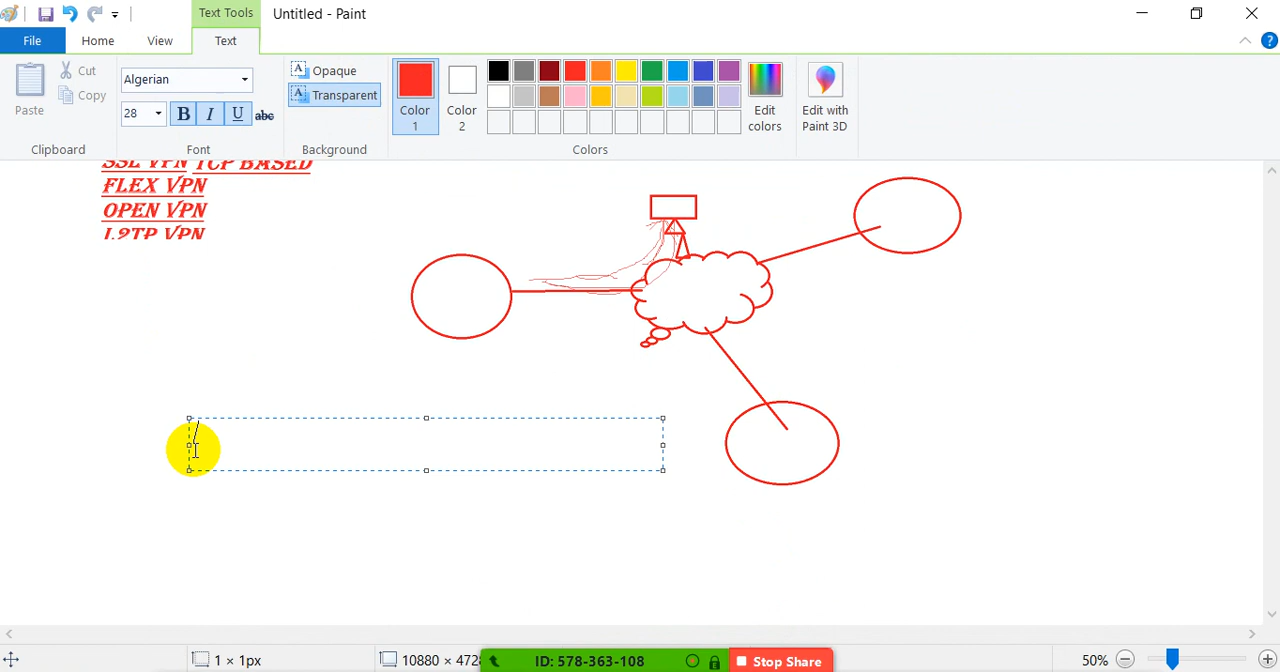 Text Tools
Untitled - Paint
File
Home
View
Text
Paste
Cut
Copy
Clipboard
Algerian
28
B I U abc
Font
Opaque
Transparent
Background
Color 1
Color 2
Colors
Edit colors
Edit with Paint 3D
?
SSL VPN TCP BASED
FLEX VPN
OPEN VPN
L2TP VPN
1 × 1px
10880 × 472
ID: 578-363-108
Stop Share
50%